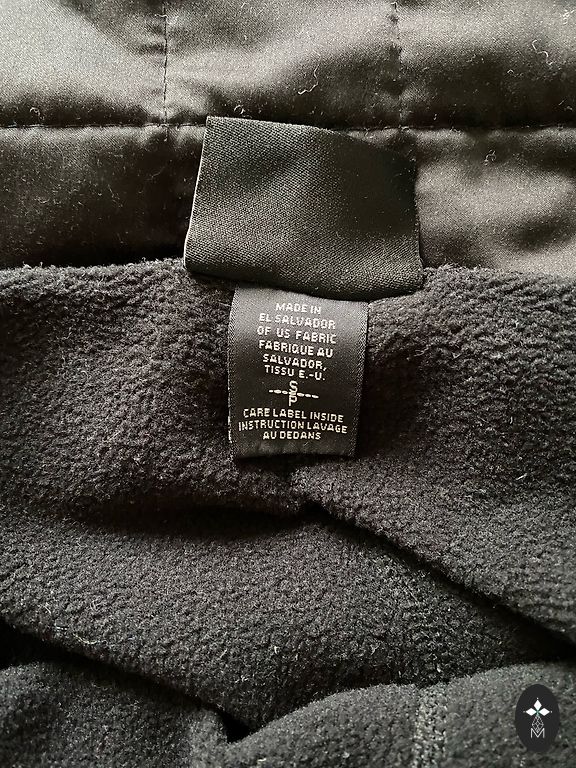 MADE IN
EL SALVADOR
OF US FABRIC
FABRIQUE AU
SALVADOR,
TISSU E.-U.
S
P
CARE LABEL INSIDE
INSTRUCTION LAVAGE
AU DEDANS
M